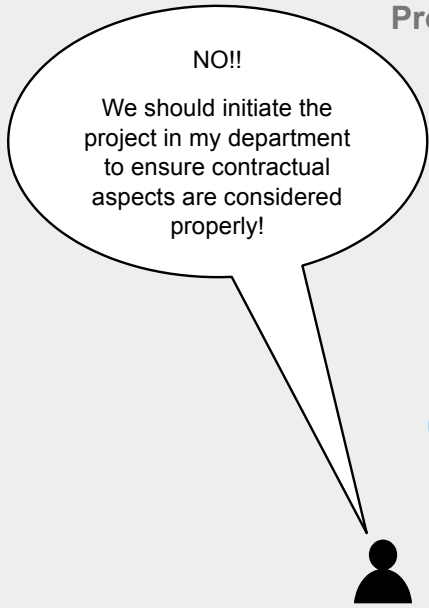 NO!!
We should initiate the
project in my department
to ensure contractual
aspects are considered
properly!